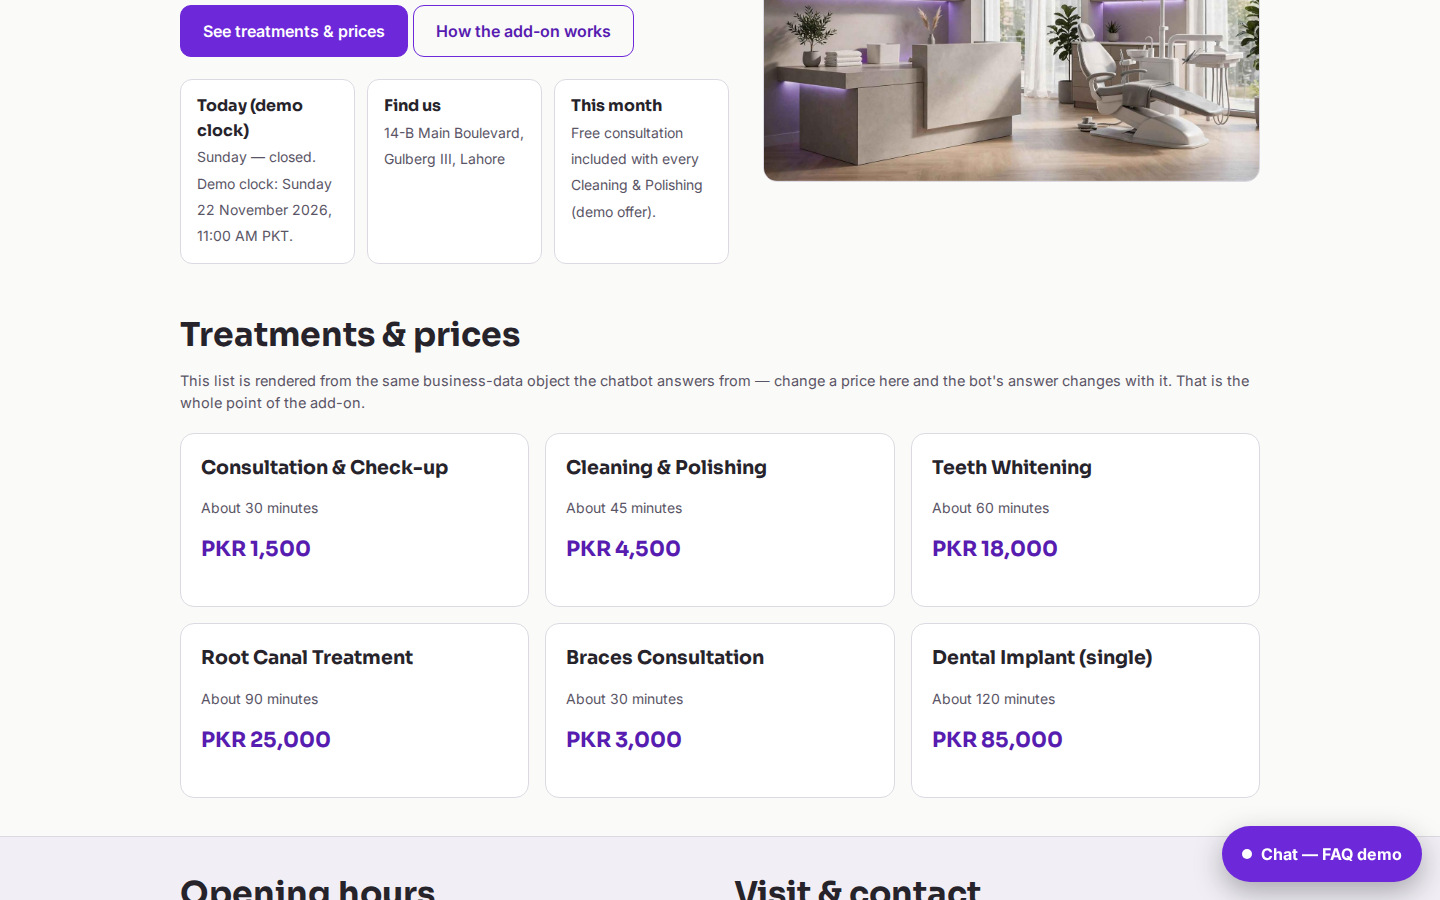 See treatments & prices
How the add-on works
Today (demo
clock)
Sunday — closed.
Demo clock: Sunday
22 November 2026,
11:00 AM PKT.
Find us
14-B Main Boulevard,
Gulberg III, Lahore
This month
Free consultation
included with every
Cleaning & Polishing
(demo offer).
Treatments & prices
This list is rendered from the same business-data object the chatbot answers from — change a price here and the bot's answer changes with it. That is the
whole point of the add-on.
Consultation & Check-up
About 30 minutes
PKR 1,500
Cleaning & Polishing
About 45 minutes
PKR 4,500
Teeth Whitening
About 60 minutes
PKR 18,000
Root Canal Treatment
About 90 minutes
PKR 25,000
Braces Consultation
About 30 minutes
PKR 3,000
Dental Implant (single)
About 120 minutes
PKR 85,000
Chat — FAQ demo
Opening hours
Visit & contact